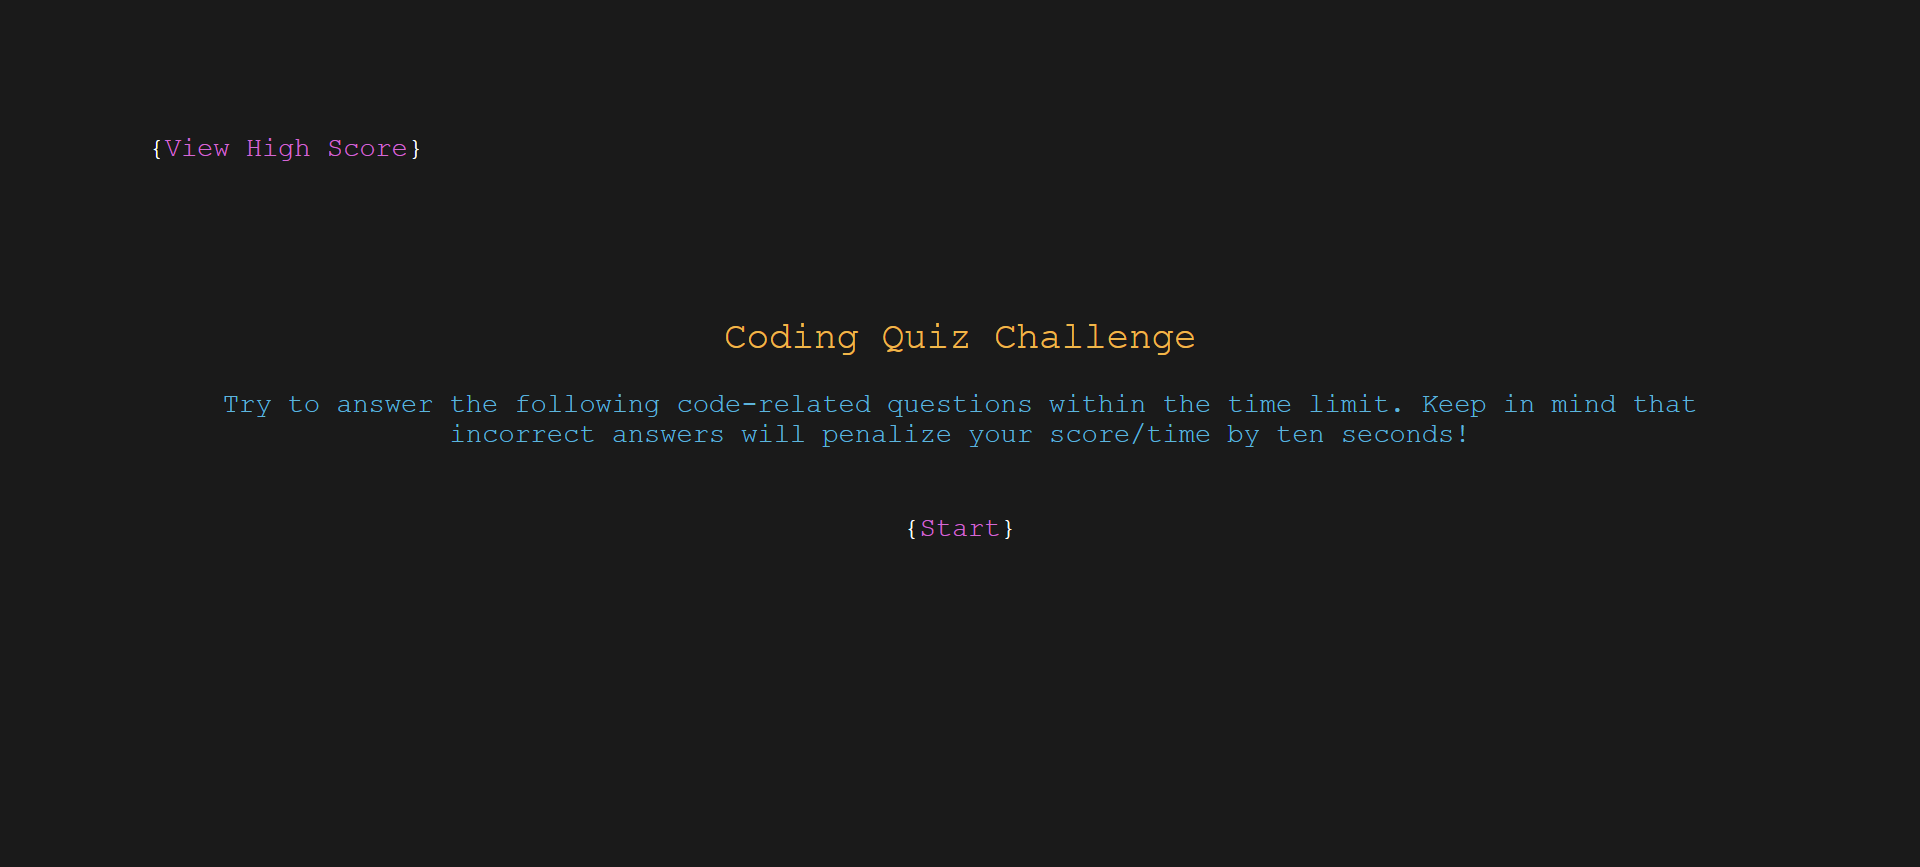 {View High Score}
Coding Quiz Challenge
Try to answer the following code-related questions within the time limit. Keep in mind that
incorrect answers will penalize your score/time by ten seconds!
{Start}